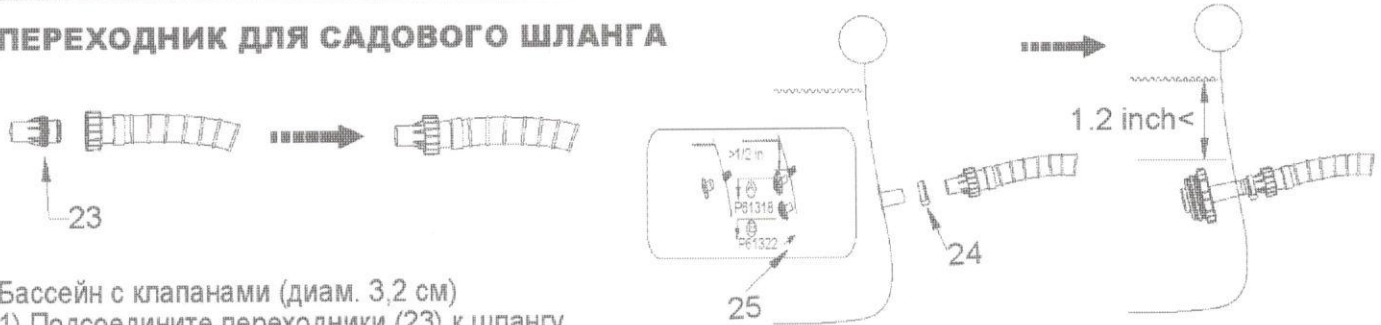 ПЕРЕХОДНИК ДЛЯ САДОВОГО ШЛАНГА
23
>1/2 in
P61318
P61322
25
24
1.2 inch<
Бассейн с клапанами (диам. 3,2 см)
1) Подсоедините переходники (23) к шлангу